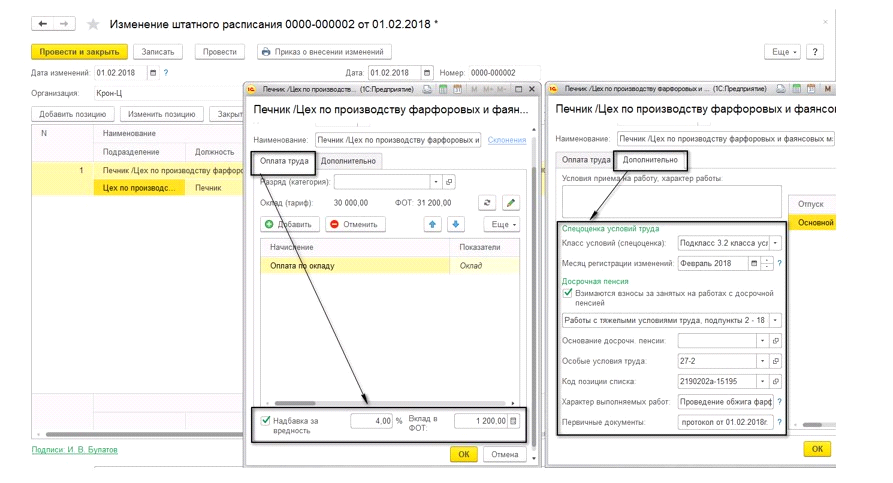 Изменение штатного расписания 0000-000002 от 01.02.2018 *
Провести и закрыть Записать Провести Приказ о внесении изменений Еще ?
Дата изменений: 01.02.2018 ? Дата: 01.02.2018 Номер: 0000-000002
Организация: Крон-Ц
Добавить позицию Изменить позицию Закрыт
N Наименование
Подразделение Должность
1 Печник /Цех по производству фарфоро
Цех по производс... Печник
Подписи: И. В. Булатов
Печник /Цех по производств... (1С:Предприятие) M M+ M-
Печник /Цех по производству фарфоровых и фаян...
Наименование: Печник /Цех по производству фарфоровых и Склонения
Оплата труда Дополнительно
Разряд (категория):
Оклад (тариф): 30 000,00 ФОТ: 31 200,00
Добавить Отменить Еще
Начисление Показатели
Оплата по окладу Оклад
Надбавка за вредность 4,00 % Вклад в ФОТ: 1 200,00
ОК Отмена
Печник /Цех по производству фарфоровых и ... (1С:Предприятие) M
Печник /Цех по производству фарфоровых и фаянсо
Наименование: Печник /Цех по производству фарфоровых и фаянсовых м
Оплата труда Дополнительно
Условия приема на работу, характер работы:
Отпуск
Основной
Спецоценка условий труда
Класс условий (спецоценка): Подкласс 3.2 класса усл
Месяц регистрации изменений: Февраль 2018 ?
Досрочная пенсия
Взимаются взносы за занятых на работах с досрочной
пенсией
Работы с тяжелыми условиями труда, подпункты 2 - 18
Основание досрочн. пенсии:
Особые условия труда: 27-2
Код позиции списка: 2190202а-15195
Характер выполняемых работ: Проведение обжига фарф ?
Первичные документы: протокол от 01.02.2018г. ?
ОК